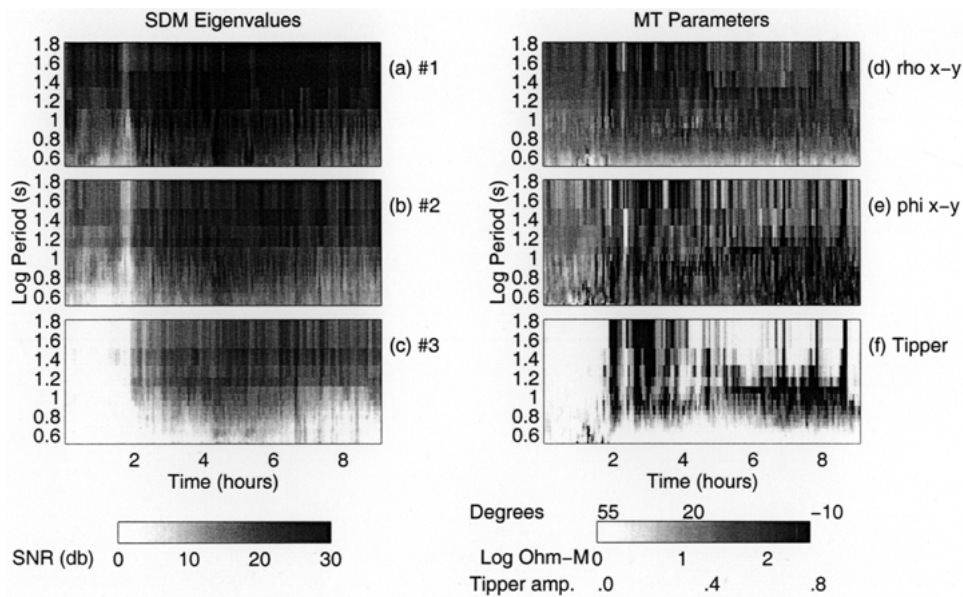 SDM Eigenvalues
MT Parameters
1.8
1.6
1.4
1.2
1
0.8
0.6
(a) #1
1.8
1.6
1.4
1.2
1
0.8
0.6
(d) rho x-y
Log Period (s)
1.8
1.6
1.4
1.2
1
0.8
0.6
(b) #2
Log Period (s)
1.8
1.6
1.4
1.2
1
0.8
0.6
(e) phi x-y
1.8
1.6
1.4
1.2
1
0.8
0.6
(c) #3
1.8
1.6
1.4
1.2
1
0.8
0.6
(f) Tipper
2 4 6 8
Time (hours)
2 4 6 8
Time (hours)
SNR (db) 0 10 20 30
Degrees 55 20 -10
Log Ohm-M 0 1 2
Tipper amp. .0 .4 .8